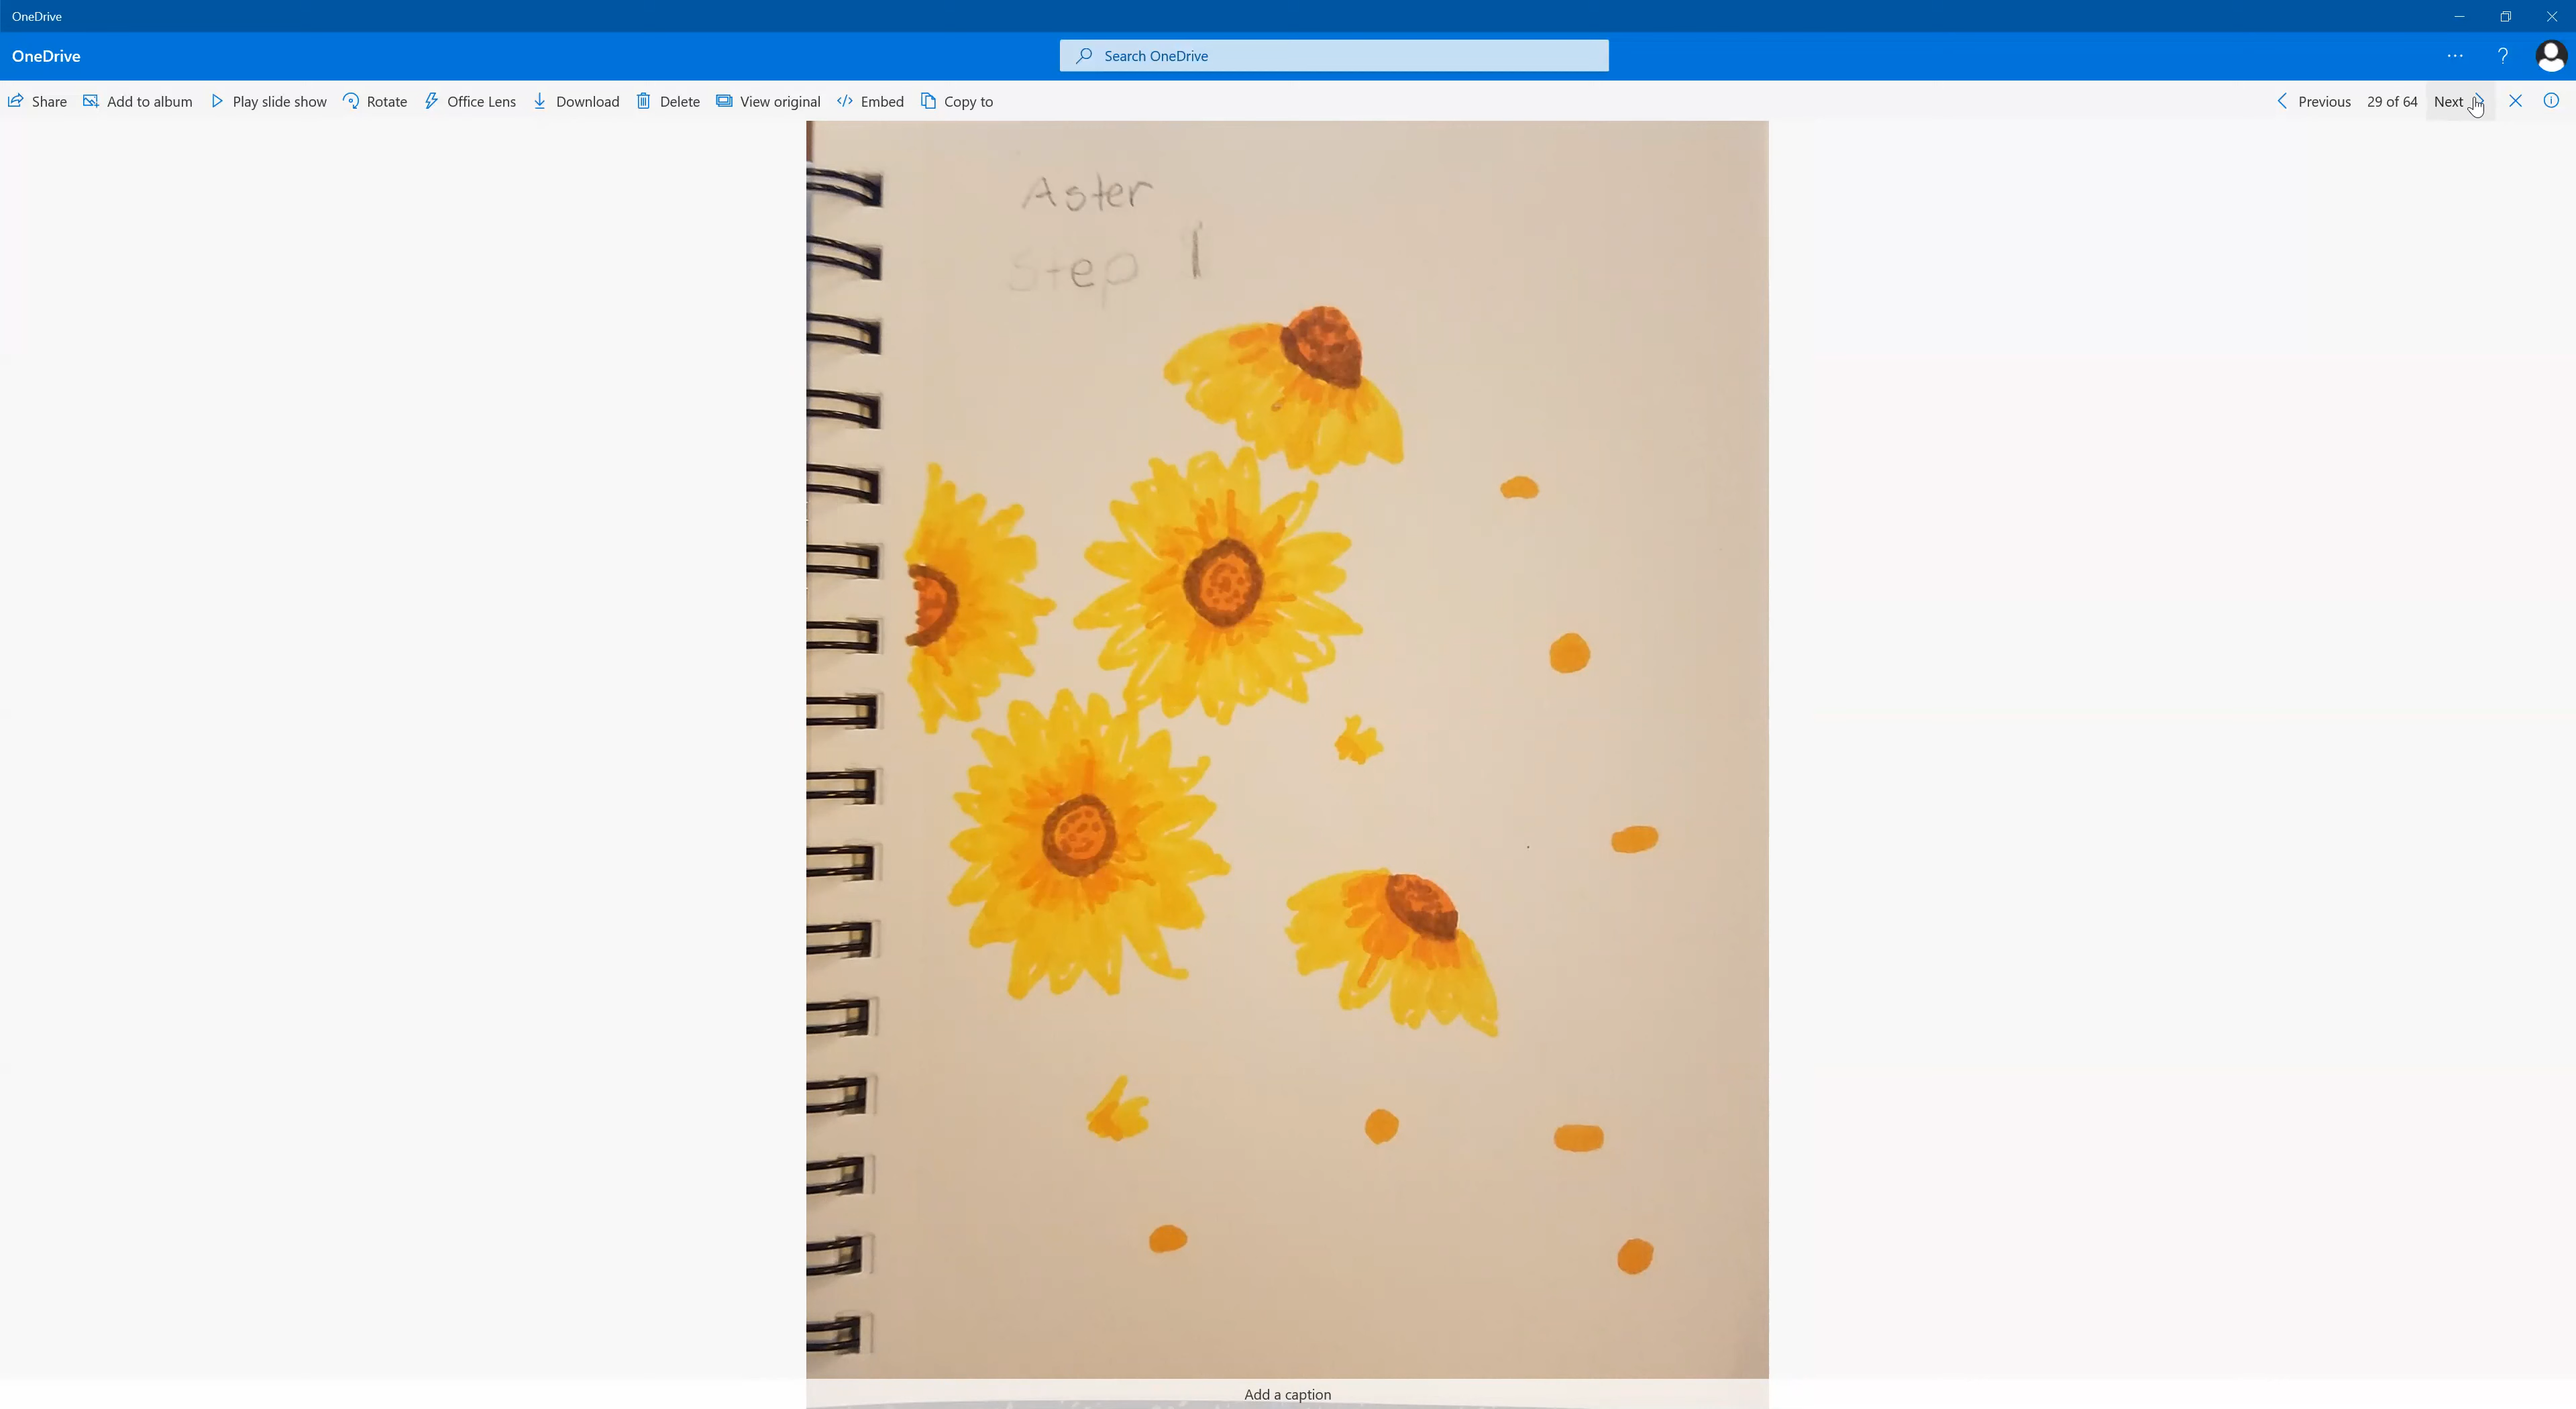 OneDrive
OneDrive
Search OneDrive
Share Add to album Play slide show Rotate Office Lens Download Delete View original Embed Copy to Previous 29 of 64 Next
Aster
Step 1
Add a caption